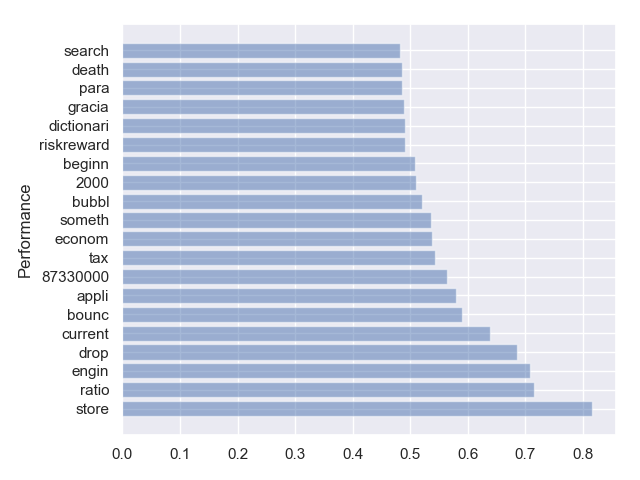 search
death
para
gracia
dictionari
riskreward
beginn
2000
bubbl
someth
econom
tax
87330000
appli
bounc
current
drop
engin
ratio
store
Performance
0.0 0.1 0.2 0.3 0.4 0.5 0.6 0.7 0.8